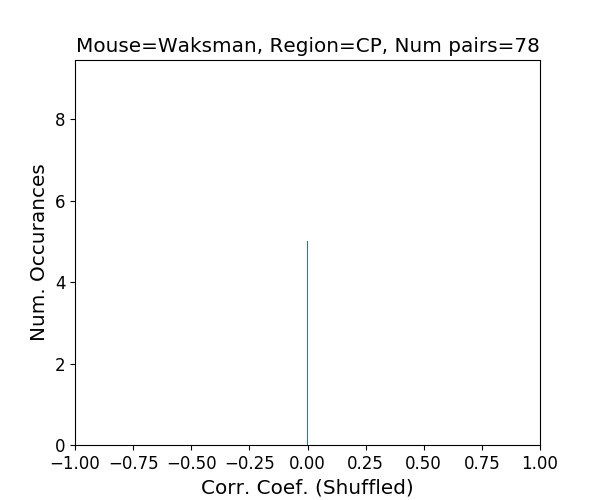 Mouse=Waksman, Region=CP, Num pairs=78
8
6
4
2
0
Num. Occurances
−1.00 −0.75 −0.50 −0.25 0.00 0.25 0.50 0.75 1.00
Corr. Coef. (Shuffled)